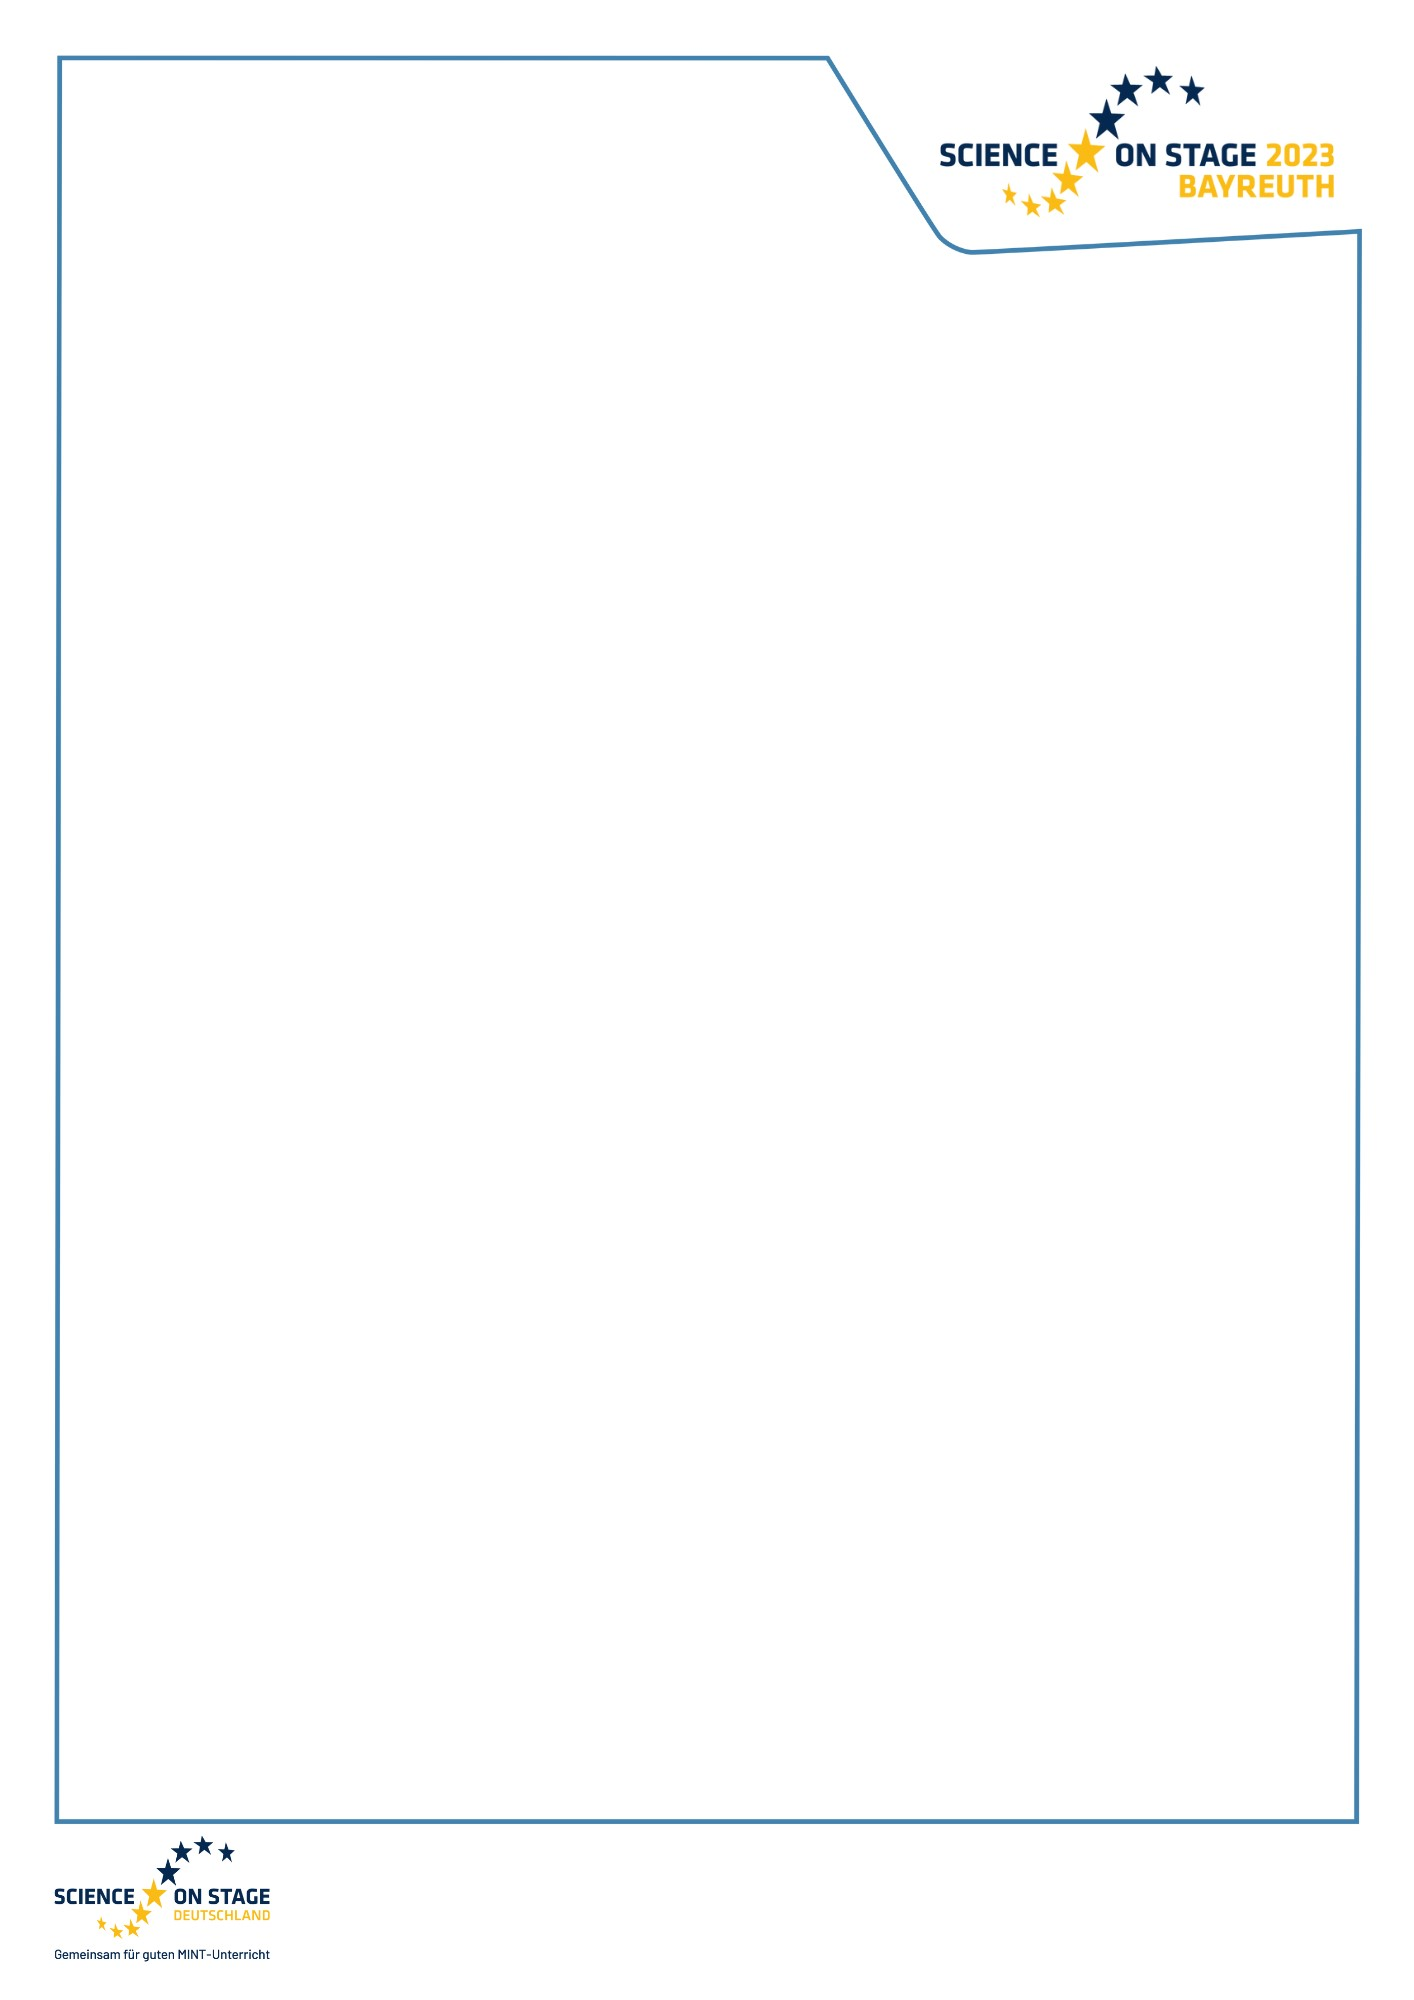 SCIENCE ON STAGE 2023
BAYREUTH
SCIENCE ON STAGE
DEUTSCHLAND
Gemeinsam für guten MINT-Unterricht